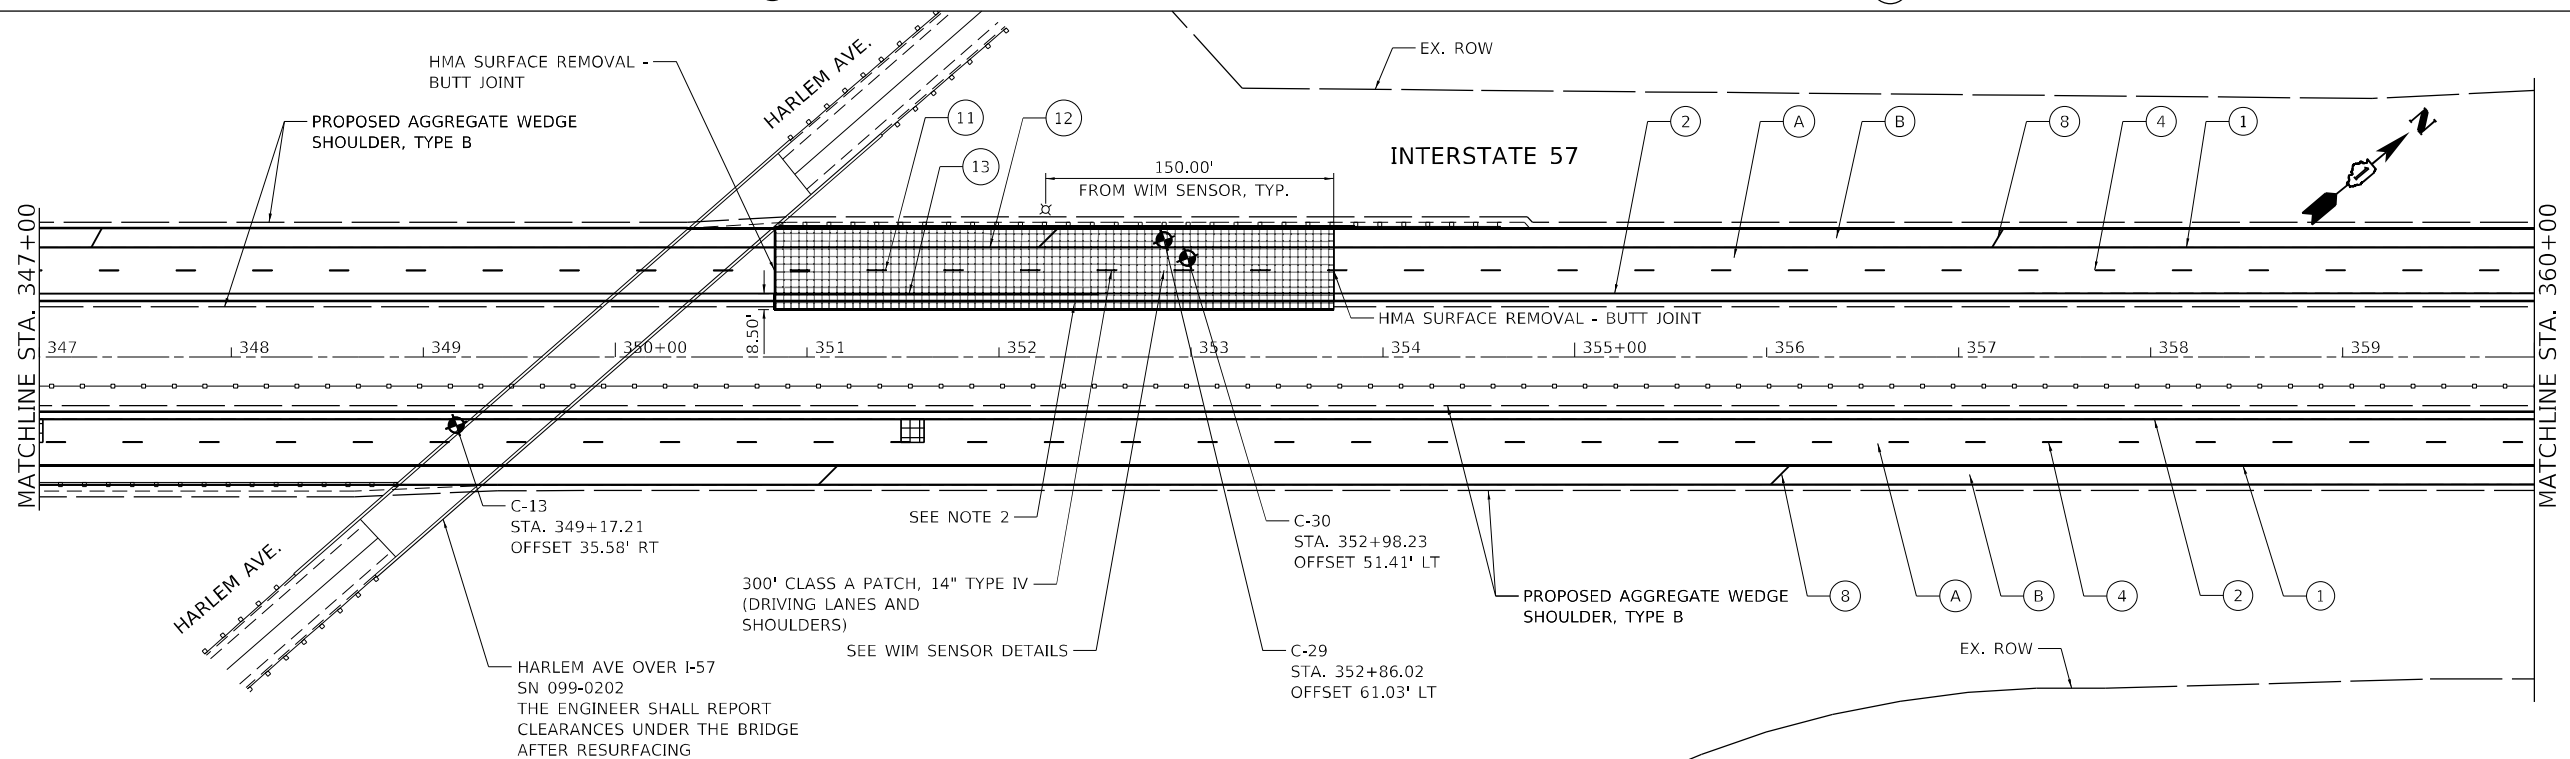 HMA SURFACE REMOVAL -
BUTT JOINT
HARLEM AVE.
EX. ROW
PROPOSED AGGREGATE WEDGE
SHOULDER, TYPE B
11
12
13
2
A
B
8
4
1
INTERSTATE 57
150.00'
FROM WIM SENSOR, TYP.
N
MATCHLINE STA. 347+00
MATCHLINE STA. 360+00
8.50'
HMA SURFACE REMOVAL - BUTT JOINT
347
348
349
350+00
351
352
353
354
355+00
356
357
358
359
C-13
STA. 349+17.21
OFFSET 35.58' RT
SEE NOTE 2
C-30
STA. 352+98.23
OFFSET 51.41' LT
300' CLASS A PATCH, 14" TYPE IV
(DRIVING LANES AND
SHOULDERS)
SEE WIM SENSOR DETAILS
C-29
STA. 352+86.02
OFFSET 61.03' LT
PROPOSED AGGREGATE WEDGE
SHOULDER, TYPE B
8
A
B
4
2
1
HARLEM AVE.
EX. ROW
HARLEM AVE OVER I-57
SN 099-0202
THE ENGINEER SHALL REPORT
CLEARANCES UNDER THE BRIDGE
AFTER RESURFACING